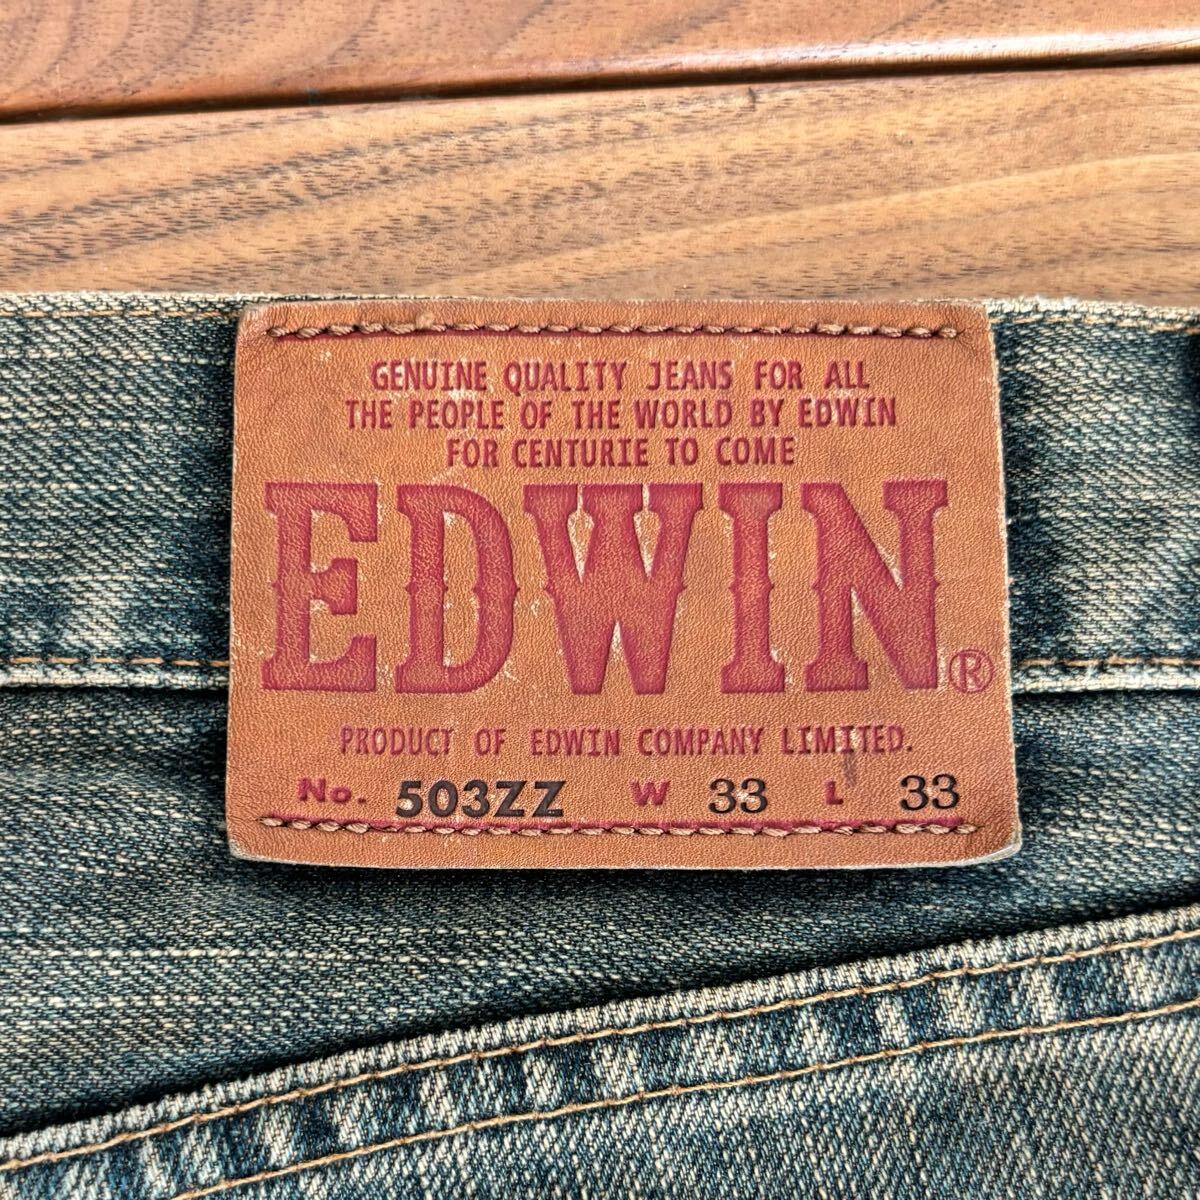 GENUINE QUALITY JEANS FOR ALL
THE PEOPLE OF THE WORLD BY EDWIN
FOR CENTURIE TO COME
EDWIN®
PRODUCT OF EDWIN COMPANY LIMITED.
No. 503ZZ W 33 L 33